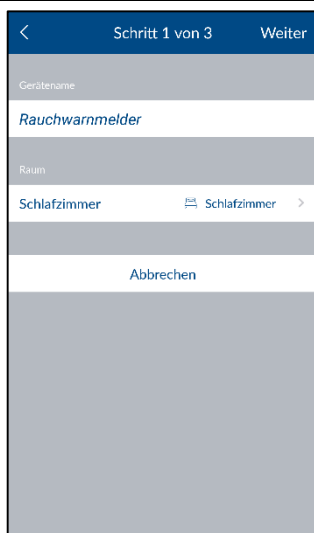 Schritt 1 von 3 Weiter
Gerätename
Rauchwarnmelder
Raum
Schlafzimmer Schlafzimmer
Abbrechen